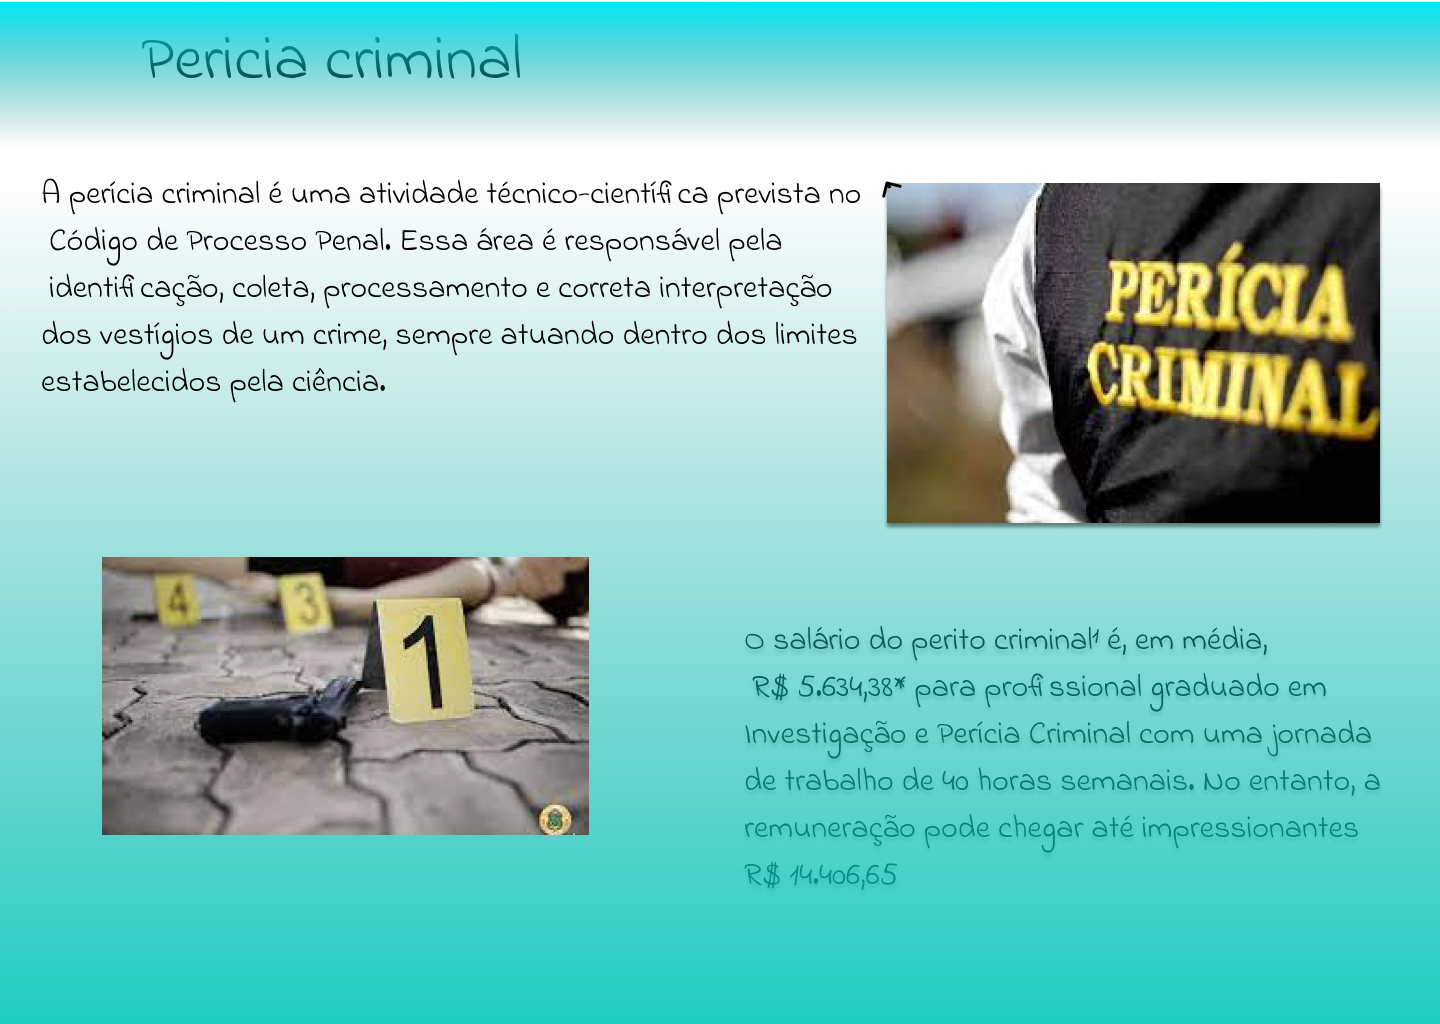 Pericia criminal
A perícia criminal é uma atividade técnico-científica prevista no
Código de Processo Penal. Essa área é responsável pela
identificação, coleta, processamento e correta interpretação
dos vestígios de um crime, sempre atuando dentro dos limites
estabelecidos pela ciência.
PERÍCIA
CRIMINAL
4 3 1
O salário do perito criminal¹ é, em média,
R$ 5.634,38* para profissional graduado em
Investigação e Perícia Criminal com uma jornada
de trabalho de 40 horas semanais. No entanto, a
remuneração pode chegar até impressionantes
R$ 14.406,65